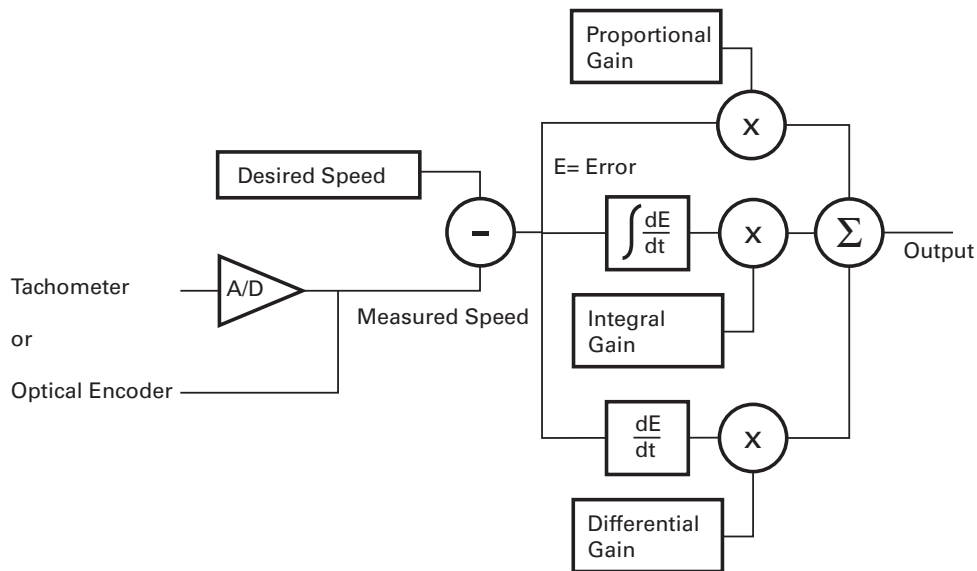 Proportional
Gain
X
E= Error
Desired Speed
-
∫ dE
dt
X
Σ
Output
Tachometer
A/D
Measured Speed
or
Integral
Gain
Optical Encoder
dE
dt
X
Differential
Gain